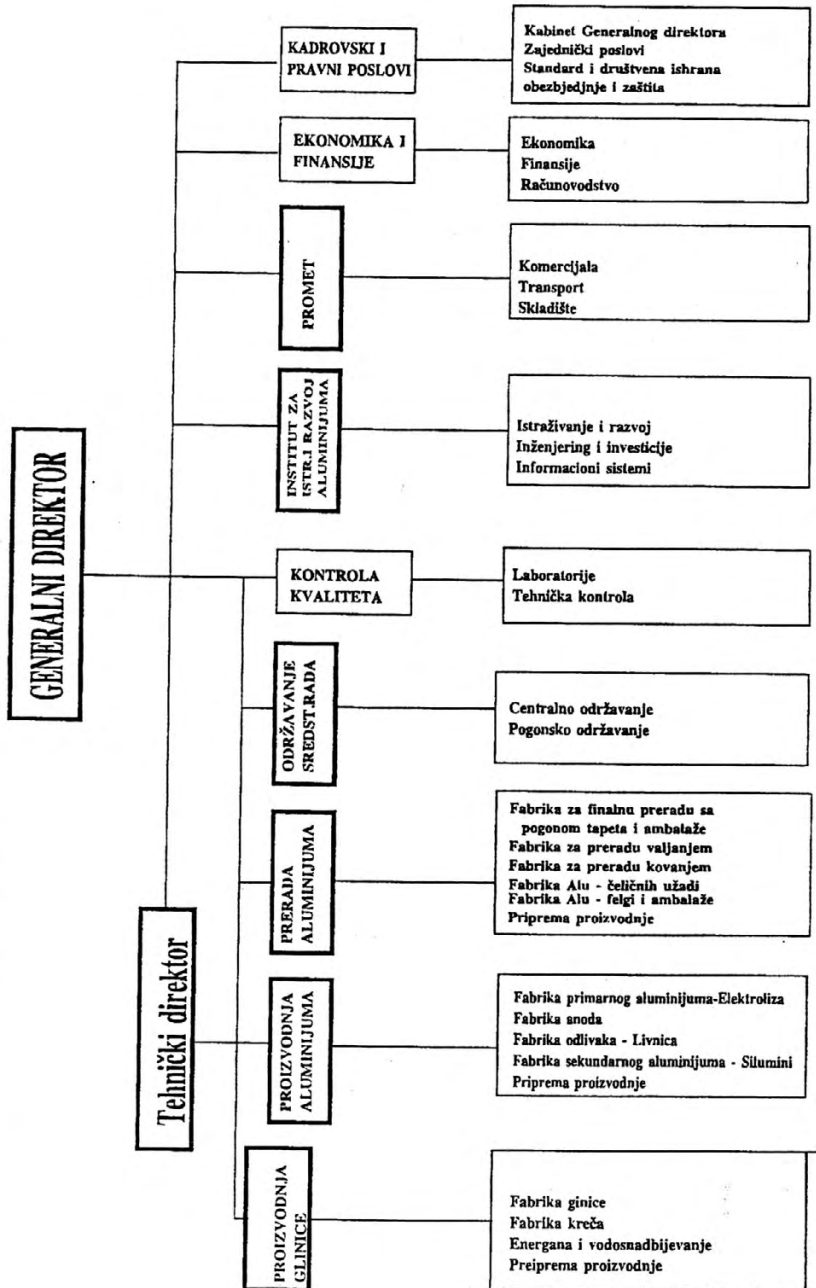 GENERALNI DIREKTOR
Tehnički direktor
KADROVSKI I
PRAVNI POSLOVI
Kabinet Generalnog direktora
Zajednički poslovi
Standard i društvena ishrana
obezbjedjnje i zaštita
EKONOMIKA I
FINANSIJE
Ekonomika
Finansije
Računovodstvo
PROMET
Komercijala
Transport
Skladište
INSTITUT ZA
ISTR.I RAZVOJ
ALUMINIJUMA
Istraživanje i razvoj
Inženjering i investicije
Informacioni sistemi
KONTROLA
KVALITETA
Laboratorije
Tehnička kontrola
ODRŽAVANJE
SREDST.RADA
Centralno održavanje
Pogonsko održavanje
PRERADA
ALUMINIJUMA
Fabrika za finalnu preradu sa
pogonom tapeta i ambalaže
Fabrika za preradu valjanjem
Fabrika za preradu kovanjem
Fabrika Alu - čeličnih užadi
Fabrika Alu - felgi i ambalaže
Priprema proizvodnje
PROIZVODNJA
ALUMINIJUMA
Fabrika primarnog aluminijuma-Elektroliza
Fabrika anoda
Fabrika odlivaka - Livnica
Fabrika sekundarnog aluminijuma - Silumini
Priprema proizvodnje
PROIZVODNJA
GLINICE
Fabrika ginice
Fabrika kreča
Energana i vodosnadbijevanje
Preiprema proizvodnje